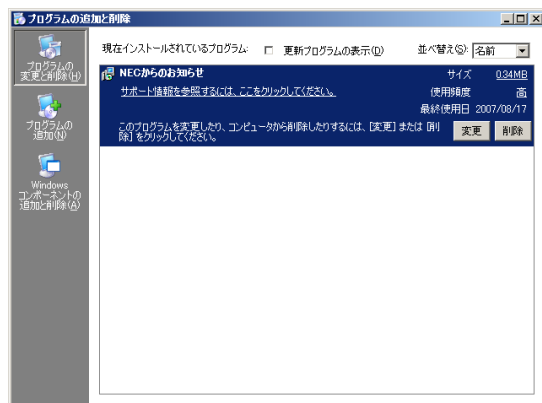 プログラムの追加と削除
プログラムの
変更と削除(H)
プログラムの
追加(N)
Windows
コンポーネントの
追加と削除(A)
現在インストールされているプログラム:
更新プログラムの表示(D)
並べ替え(S):
名前
NECからのお知らせ
サイズ
0.34MB
サポート情報を参照するには、ここをクリックしてください。
使用頻度
高
最終使用日 2007/08/17
このプログラムを変更したり、コンピュータから削除したりするには、[変更] または [削
除] をクリックしてください。
変更
削除